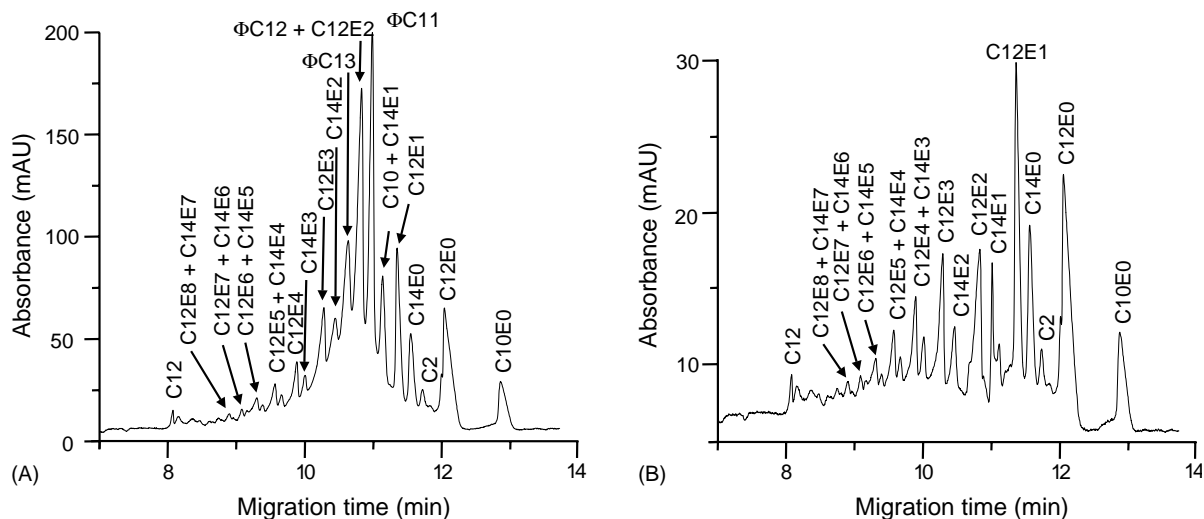 200
150
100
50
0
Absorbance (mAU)
C12
C12E8 + C14E7
C12E7 + C14E6
C12E6 + C14E5
C12E5 + C14E4
C12E4
C14E3
C12E3
C14E2
ΦC13
ΦC12 + C12E2
ΦC11
C10 + C14E1
C12E1
C14E0
C2
C12E0
C10E0
8
10
12
14
(A)
Migration time (min)
30
20
10
Absorbance (mAU)
C12
C12E8 + C14E7
C12E7 + C14E6
C12E6 + C14E5
C12E5 + C14E4
C12E4 + C14E3
C12E3
C14E2
C12E2
C14E1
C12E1
C14E0
C2
C12E0
C10E0
8
10
12
14
(B)
Migration time (min)